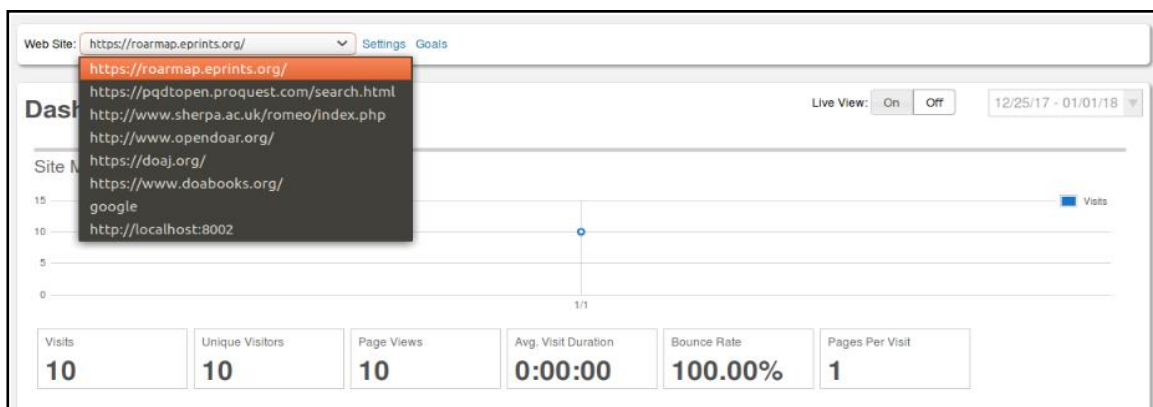 Web Site: https://roarmap.eprints.org/ Settings Goals
https://roarmap.eprints.org/
https://pqdtopen.proquest.com/search.html
Dash Live View: On Off 12/25/17 - 01/01/18
http://www.sherpa.ac.uk/romeo/index.php
http://www.opendoar.org/
Site M https://doaj.org/
https://www.doabooks.org/
15 Visits
google
10 http://localhost:8002
5
0
1/1
Visits Unique Visitors Page Views Avg. Visit Duration Bounce Rate Pages Per Visit
10 10 10 0:00:00 100.00% 1